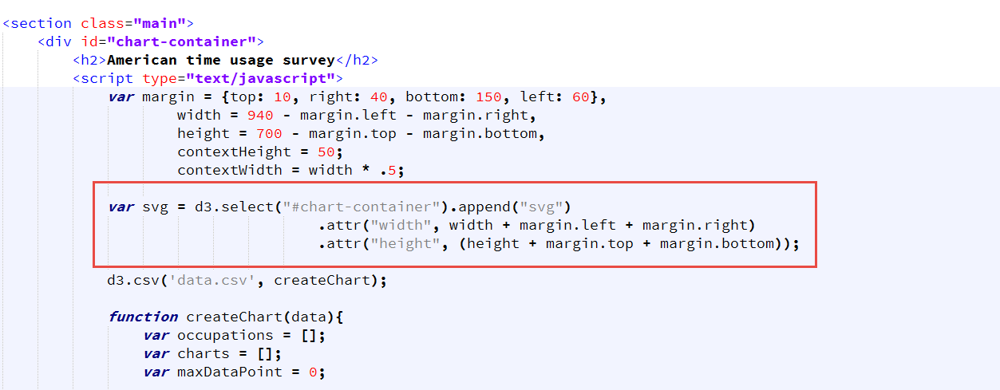 <section class="main">
<div id="chart-container">
<h2>American time usage survey</h2>
<script type="text/javascript">
var margin = {top: 10, right: 40, bottom: 150, left: 60},
width = 940 - margin.left - margin.right,
height = 700 - margin.top - margin.bottom,
contextHeight = 50;
contextWidth = width * .5;
var svg = d3.select("#chart-container").append("svg")
.attr("width", width + margin.left + margin.right)
.attr("height", (height + margin.top + margin.bottom));
d3.csv('data.csv', createChart);
function createChart(data){
var occupations = [];
var charts = [];
var maxDataPoint = 0;